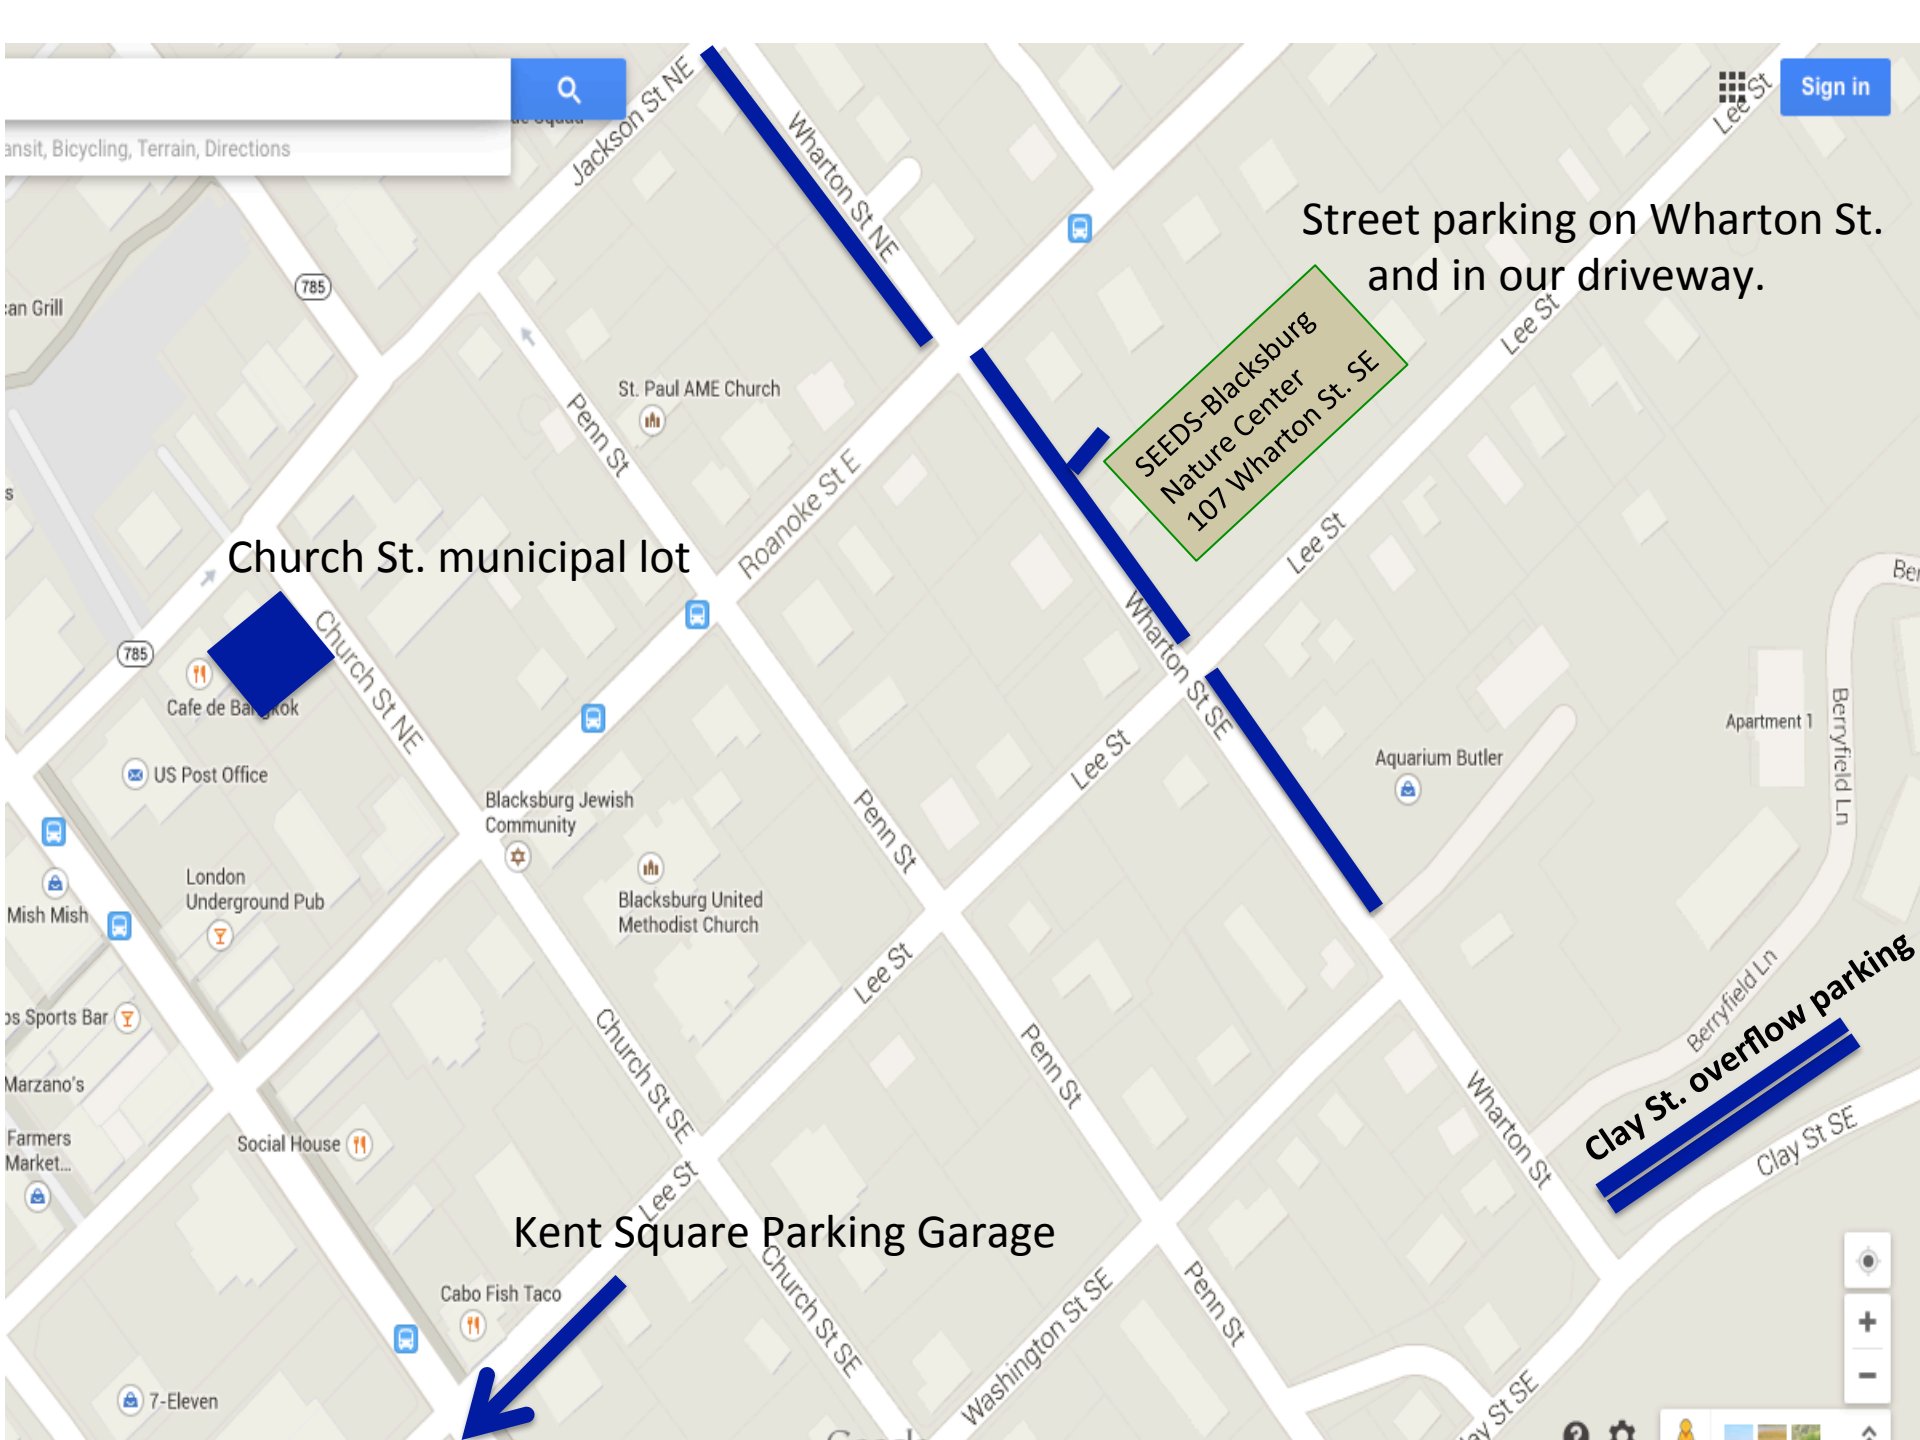 Sign in
ansit, Bicycling, Terrain, Directions
Jackson St NE
Wharton St NE
Lee St
Street parking on Wharton St.
and in our driveway.
785
can Grill
Lee St
SEEDS-Blacksburg
Nature Center
107 Wharton St. SE
St. Paul AME Church
Penn St
Roanoke St E
s
Church St. municipal lot
Lee St
Ber
785
Church St NE
Wharton St SE
Cafe de Bangkok
Apartment 1
Berryfield Ln
US Post Office
Lee St
Aquarium Butler
Blacksburg Jewish
Community
Penn St
London
Underground Pub
Blacksburg United
Methodist Church
Mish Mish
Lee St
Berryfield Ln
Clay St. overflow parking
os Sports Bar
Church St SE
Penn St
Marzano's
Wharton St
Farmers
Market...
Social House
Clay St SE
Lee St
Kent Square Parking Garage
Cabo Fish Taco
Church St SE
Washington St SE
Penn St
7-Eleven
ay St SE